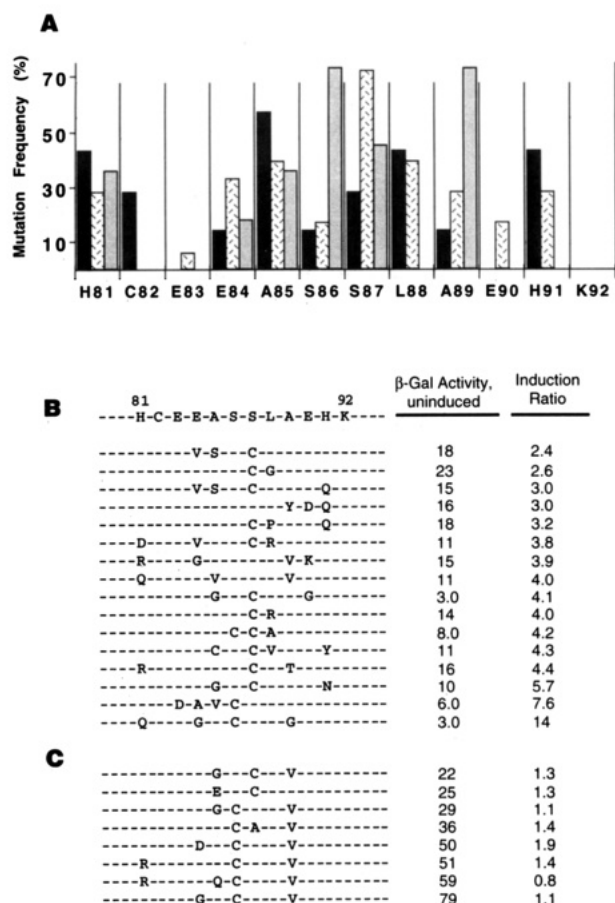 A
Mutation Frequency (%)
70
50
30
10
H81 C82 E83 E84 A85 S86 S87 L88 A89 E90 H91 K92
β-Gal Activity, uninduced
Induction Ratio
81 92
B ----H-C-E-E-A-S-S-L-A-E-H-K----
----------V-S---C-------------- 18 2.4
----------------C-G------------ 23 2.6
----------V-S---C-------Q------ 15 3.0
--------------------Y-D-Q------ 16 3.0
----------------C-P-----Q------ 18 3.2
----D-----V-----C-R------------ 11 3.8
----R-----G---------V-K-------- 15 3.9
----Q-------V-------V---------- 11 4.0
------------G---C-----G-------- 3.0 4.1
----------------C-R------------ 14 4.0
--------------C-C-A------------ 8.0 4.2
------------C---C-V-----Y------ 11 4.3
----R-----------C---T---------- 16 4.4
------------G---C-------N------ 10 5.7
--------D-A-V-C---------------- 6.0 7.6
----Q-----G---C-----G---------- 3.0 14
C
------------G---C---V---------- 22 1.3
------------E---C-------------- 25 1.3
------------G-C-----V---------- 29 1.1
--------------C-A---V---------- 36 1.4
----------D---C-----V---------- 50 1.9
----R---------C-----V---------- 51 1.4
----R-------Q-C-----V---------- 59 0.8
----------G---C-----V---------- 79 1.1